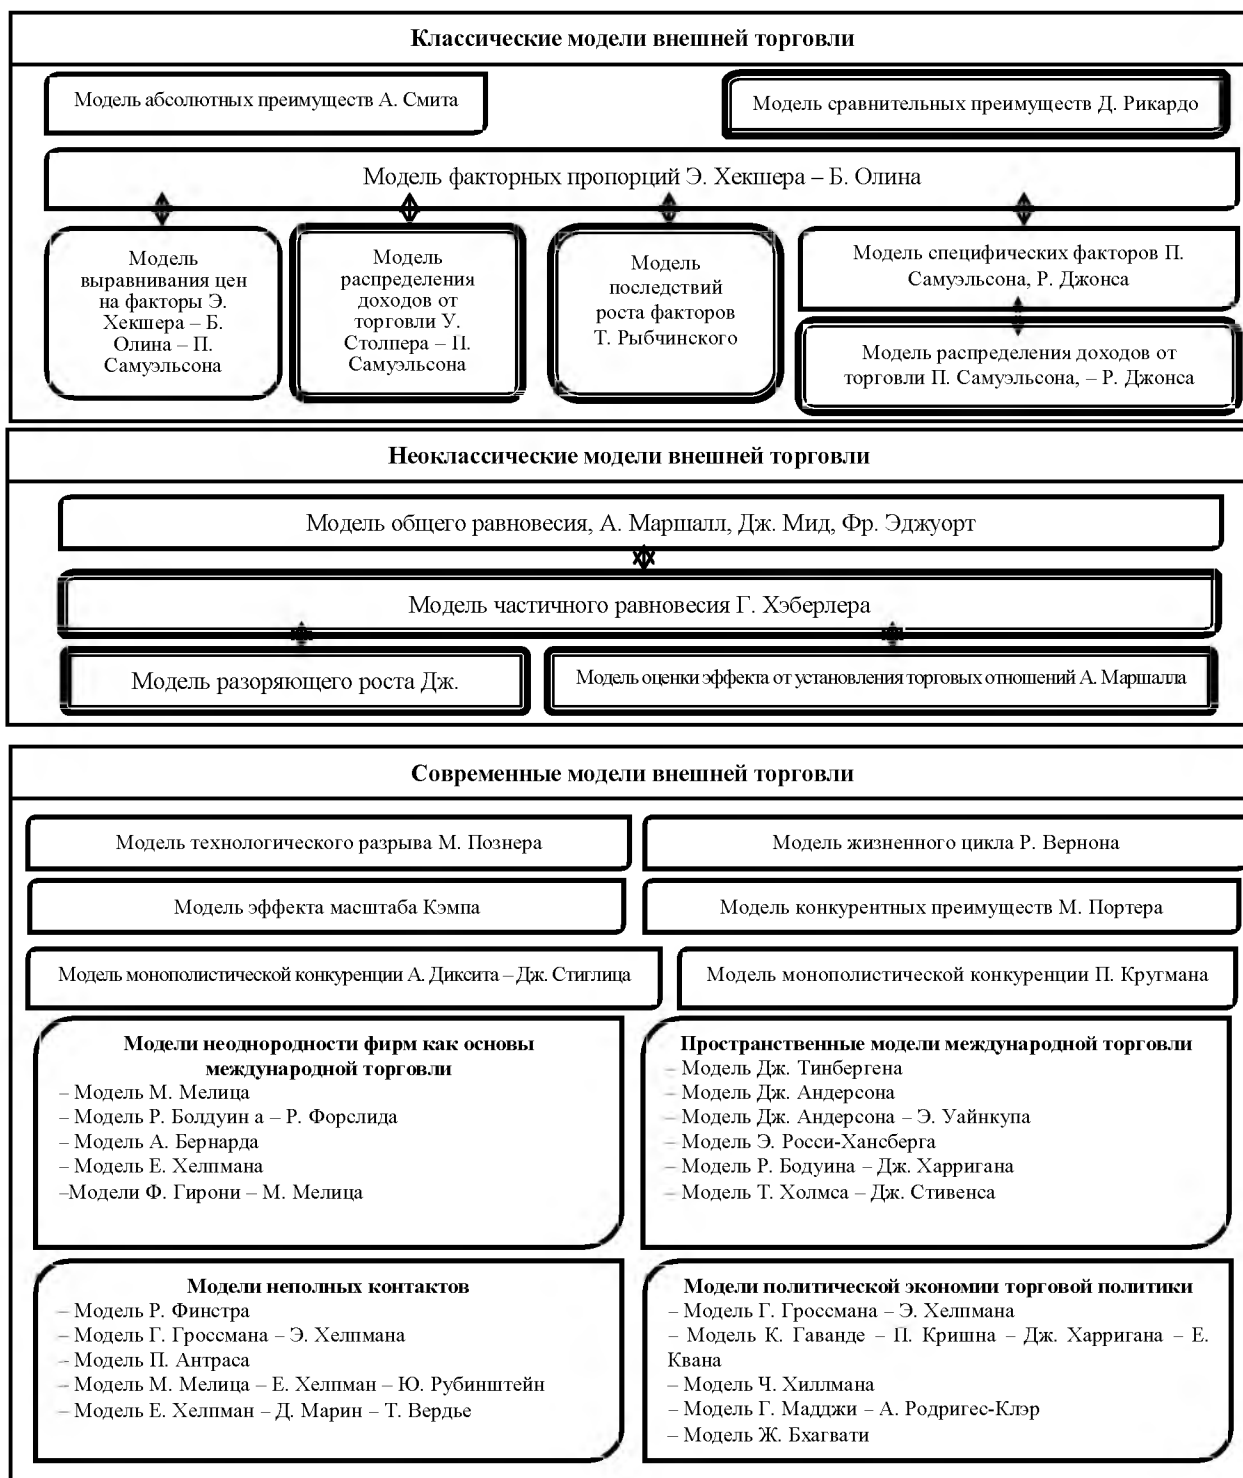 Классические модели внешней торговли
Модель абсолютных преимуществ А. Смита
Модель сравнительных преимуществ Д. Рикардо
Модель факторных пропорций Э. Хекшера – Б. Олина
Модель
выравнивания цен
на факторы Э.
Хекшера – Б.
Олина – П.
Самуэльсона
Модель
распределения
доходов от
торговли У.
Столпера – П.
Самуэльсона
Модель
последствий
роста факторов
Т. Рыбчинского
Модель специфических факторов П.
Самуэльсона, Р. Джонса
Модель распределения доходов от
торговли П. Самуэльсона, – Р. Джонса
Неоклассические модели внешней торговли
Модель общего равновесия, А. Маршалл, Дж. Мид, Фр. Эджуорт
Модель частичного равновесия Г. Хэберлера
Модель разоряющего роста Дж.
Модель оценки эффекта от установления торговых отношений А. Маршалла
Современные модели внешней торговли
Модель технологического разрыва М. Познера
Модель жизненного цикла Р. Вернона
Модель эффекта масштаба Кэмпа
Модель конкурентных преимуществ М. Портера
Модель монополистической конкуренции А. Диксита – Дж. Стиглица
Модель монополистической конкуренции П. Кругмана
Модели неоднородности фирм как основы
международной торговли
– Модель М. Мелица
– Модель Р. Болдуин а – Р. Форслида
– Модель А. Бернарда
– Модель Е. Хелпмана
–Модели Ф. Гирони – М. Мелица
Пространственные модели международной торговли
– Модель Дж. Тинбергена
– Модель Дж. Андерсона
– Модель Дж. Андерсона – Э. Уайнкупа
– Модель Э. Росси-Хансберга
– Модель Р. Бодуина – Дж. Харригана
– Модель Т. Холмса – Дж. Стивенса
Модели неполных контактов
– Модель Р. Финстра
– Модель Г. Гроссмана – Э. Хелпмана
– Модель П. Антраса
– Модель М. Мелица – Е. Хелпман – Ю. Рубинштейн
– Модель Е. Хелпман – Д. Марин – Т. Вердье
Модели политической экономии торговой политики
– Модель Г. Гроссмана – Э. Хелпмана
– Модель К. Гаванде – П. Кришна – Дж. Харригана – Е.
Квана
– Модель Ч. Хиллмана
– Модель Г. Мадджи – А. Родригес-Клэр
– Модель Ж. Бхагвати